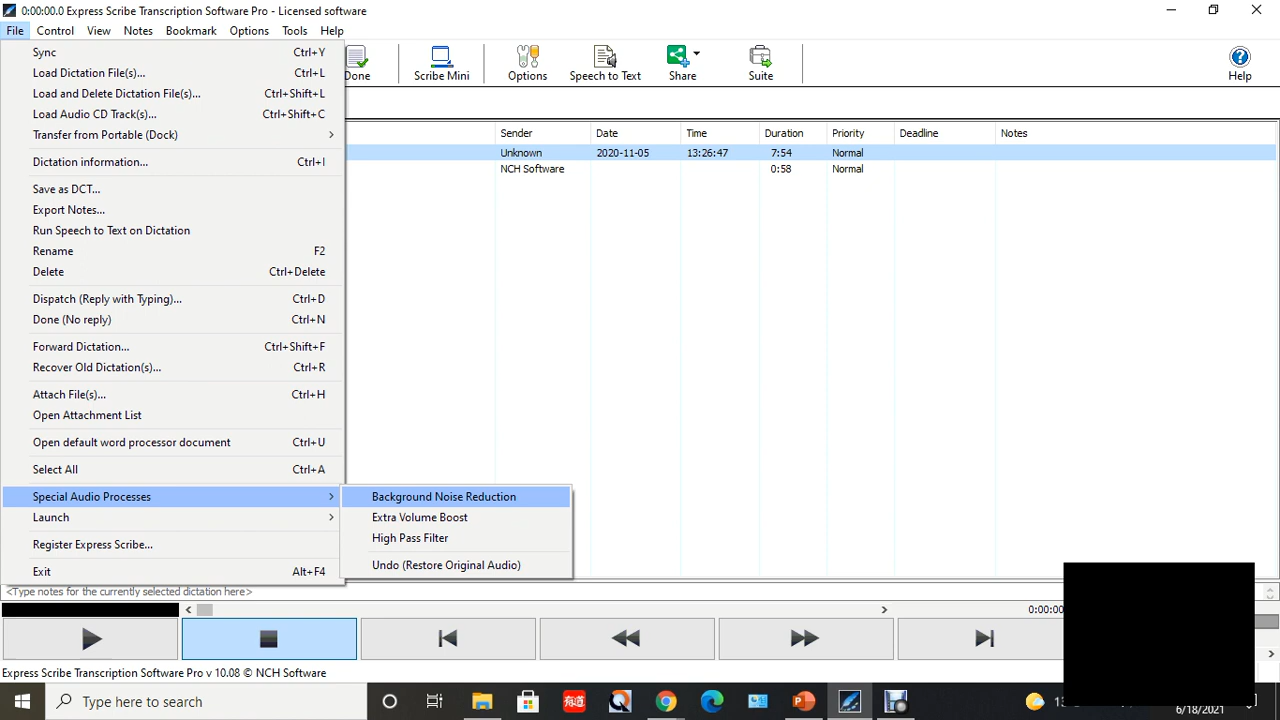 0:00:00.0 Express Scribe Transcription Software Pro - Licensed software
File Control View Notes Bookmark Options Tools Help
Done Scribe Mini Options Speech to Text Share Suite Help
Sender Date Time Duration Priority Deadline Notes
Unknown 2020-11-05 13:26:47 7:54 Normal
NCH Software 0:58 Normal
Sync Ctrl+Y
Load Dictation File(s)... Ctrl+L
Load and Delete Dictation File(s)... Ctrl+Shift+L
Load Audio CD Track(s)... Ctrl+Shift+C
Transfer from Portable (Dock)
Dictation information... Ctrl+I
Save as DCT...
Export Notes...
Run Speech to Text on Dictation
Rename F2
Delete Ctrl+Delete
Dispatch (Reply with Typing)... Ctrl+D
Done (No reply) Ctrl+N
Forward Dictation... Ctrl+Shift+F
Recover Old Dictation(s)... Ctrl+R
Attach File(s)... Ctrl+H
Open Attachment List
Open default word processor document Ctrl+U
Select All Ctrl+A
Special Audio Processes
Launch
Register Express Scribe...
Exit Alt+F4
Background Noise Reduction
Extra Volume Boost
High Pass Filter
Undo (Restore Original Audio)
<Type notes for the currently selected dictation here>
0:00:00
Express Scribe Transcription Software Pro v 10.08 © NCH Software
Type here to search
有道
6/18/2021